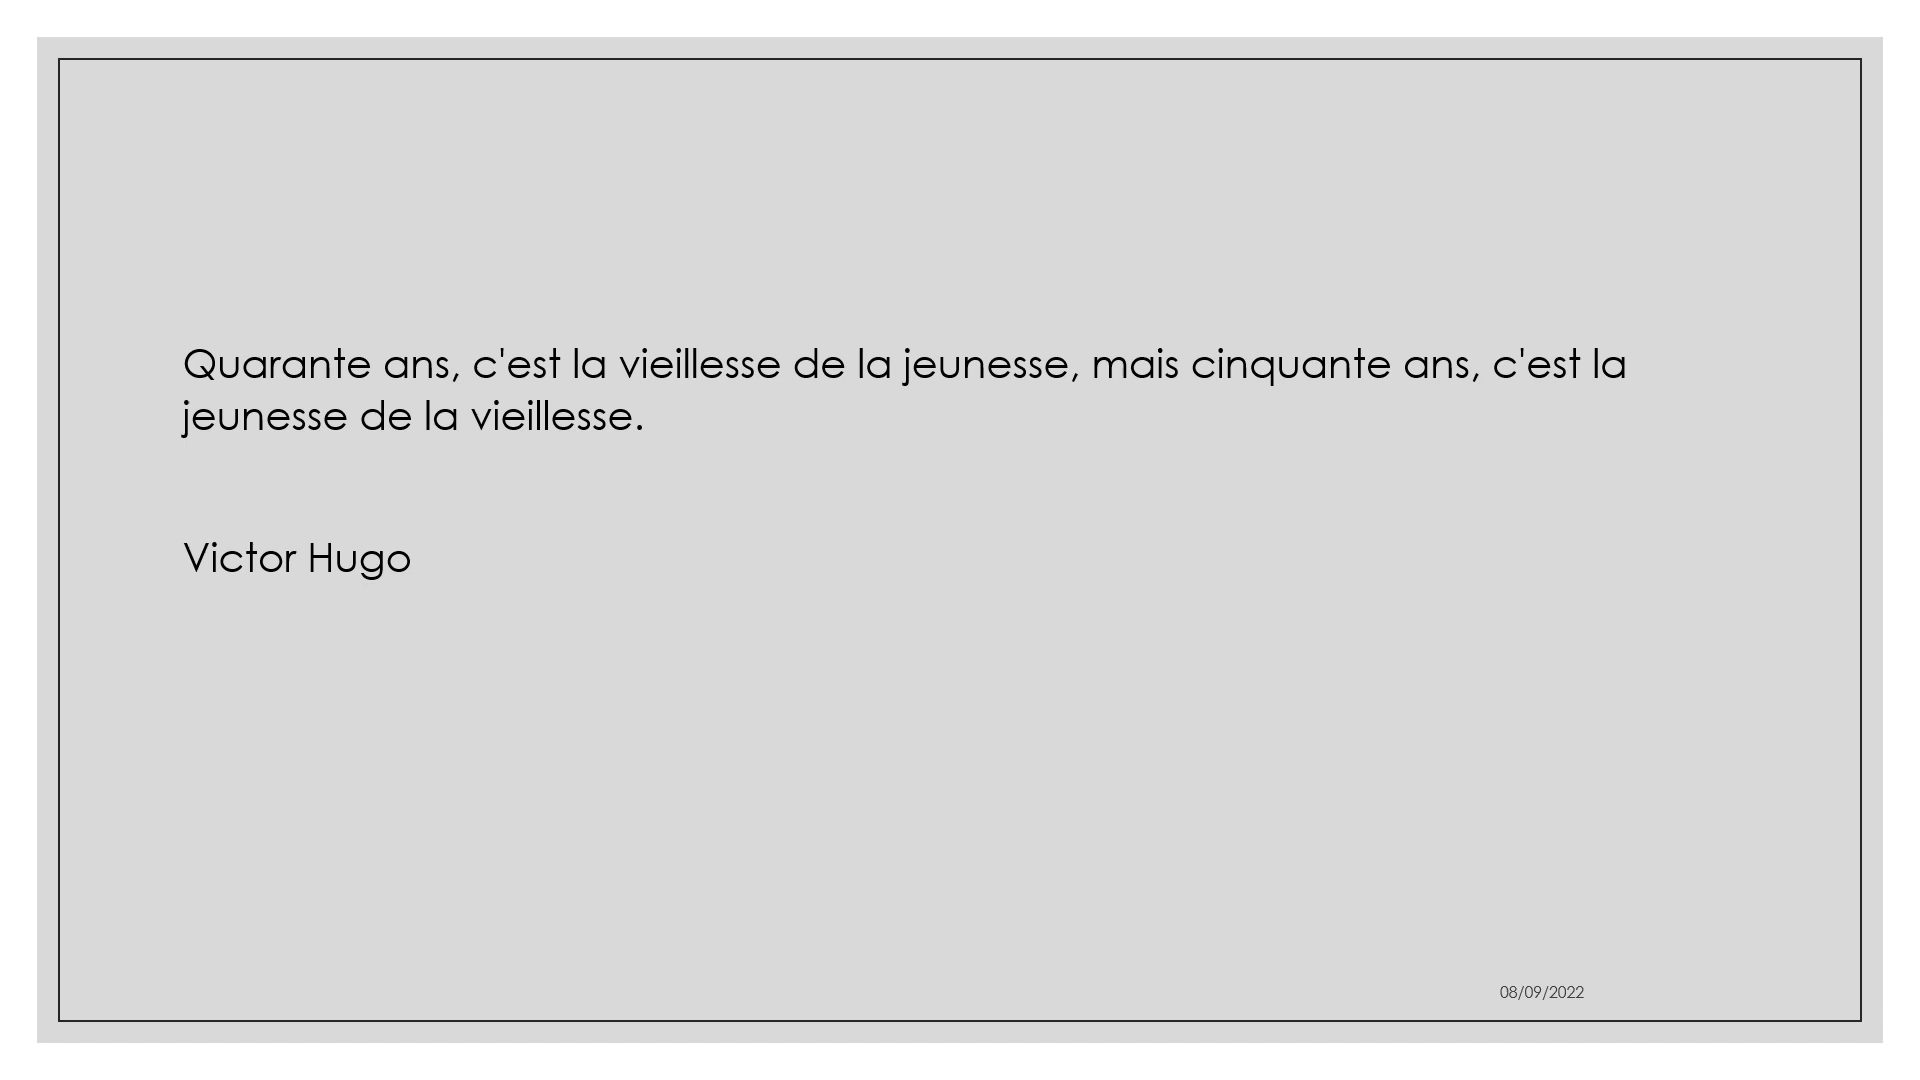 Quarante ans, c'est la vieillesse de la jeunesse, mais cinquante ans, c'est la
jeunesse de la vieillesse.
Victor Hugo
08/09/2022